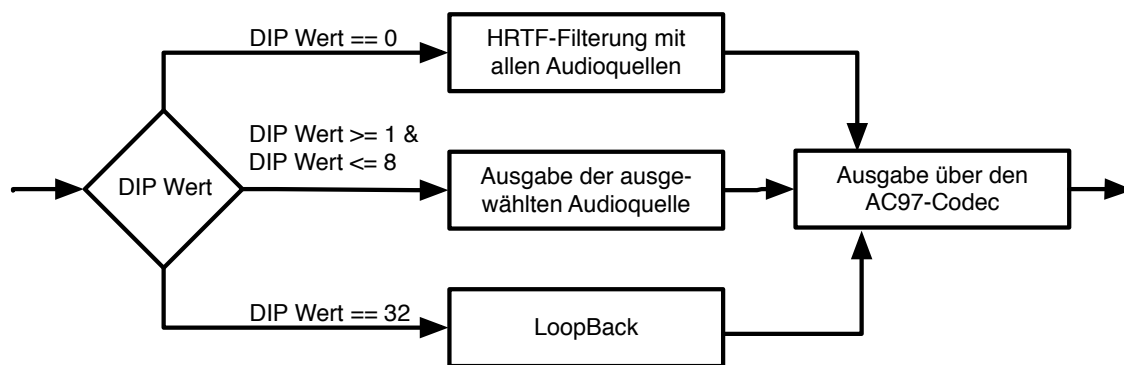 DIP Wert == 0
HRTF-Filterung mit
allen Audioquellen
DIP Wert
DIP Wert >= 1 &
DIP Wert <= 8
Ausgabe der ausge-
wählten Audioquelle
Ausgabe über den
AC97-Codec
DIP Wert == 32
LoopBack